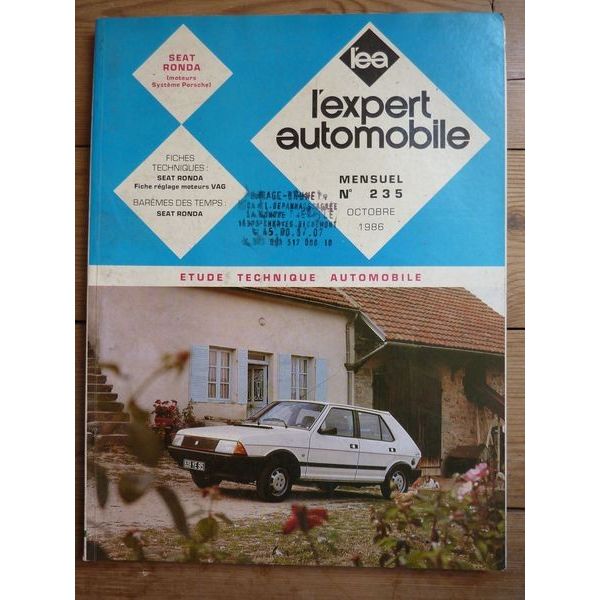 SEAT
RONDA
(moteurs
Système Porsche)
l'ea
l'expert
automobile
FICHES
TECHNIQUES :
SEAT RONDA
Fiche réglage moteurs VAG
BARÈMES DES TEMPS :
SEAT RONDA
MENSUEL
N° 235
OCTOBRE
1986
ETUDE TECHNIQUE AUTOMOBILE